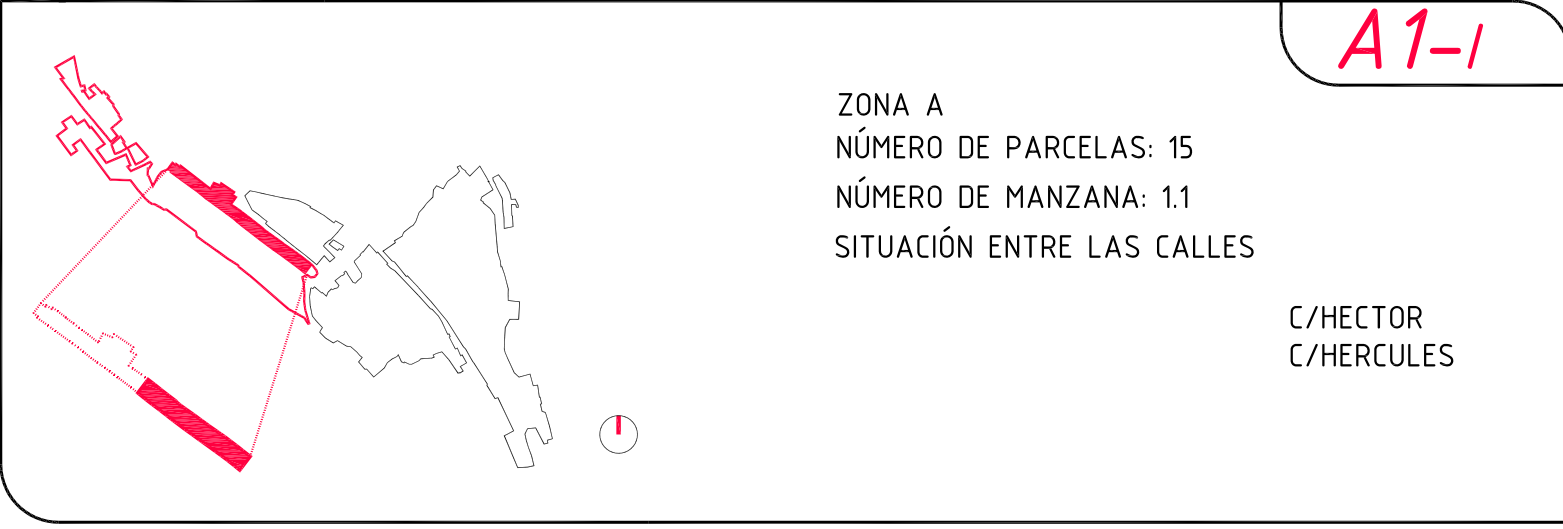 A1-I
ZONA A
NÚMERO DE PARCELAS: 15
NÚMERO DE MANZANA: 1.1
SITUACIÓN ENTRE LAS CALLES
C/HECTOR
C/HERCULES